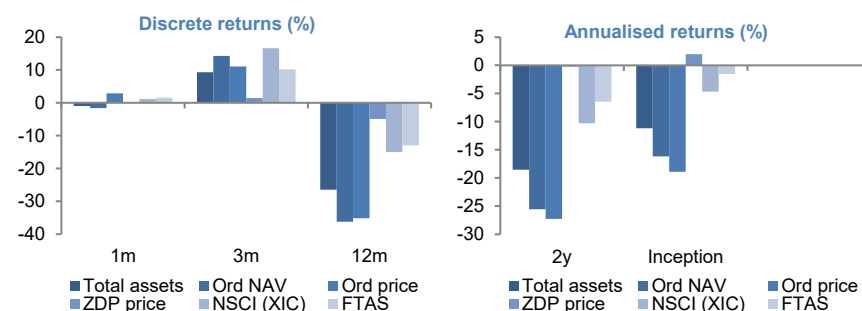 Discrete returns (%)
20
10
0
-10
-20
-30
-40
1m 3m 12m
Total assets Ord NAV Ord price
ZDP price NSCI (XIC) FTAS
Annualised returns (%)
5
0
-5
-10
-15
-20
-25
-30
2y Inception
Total assets Ord NAV Ord price
ZDP price NSCI (XIC) FTAS